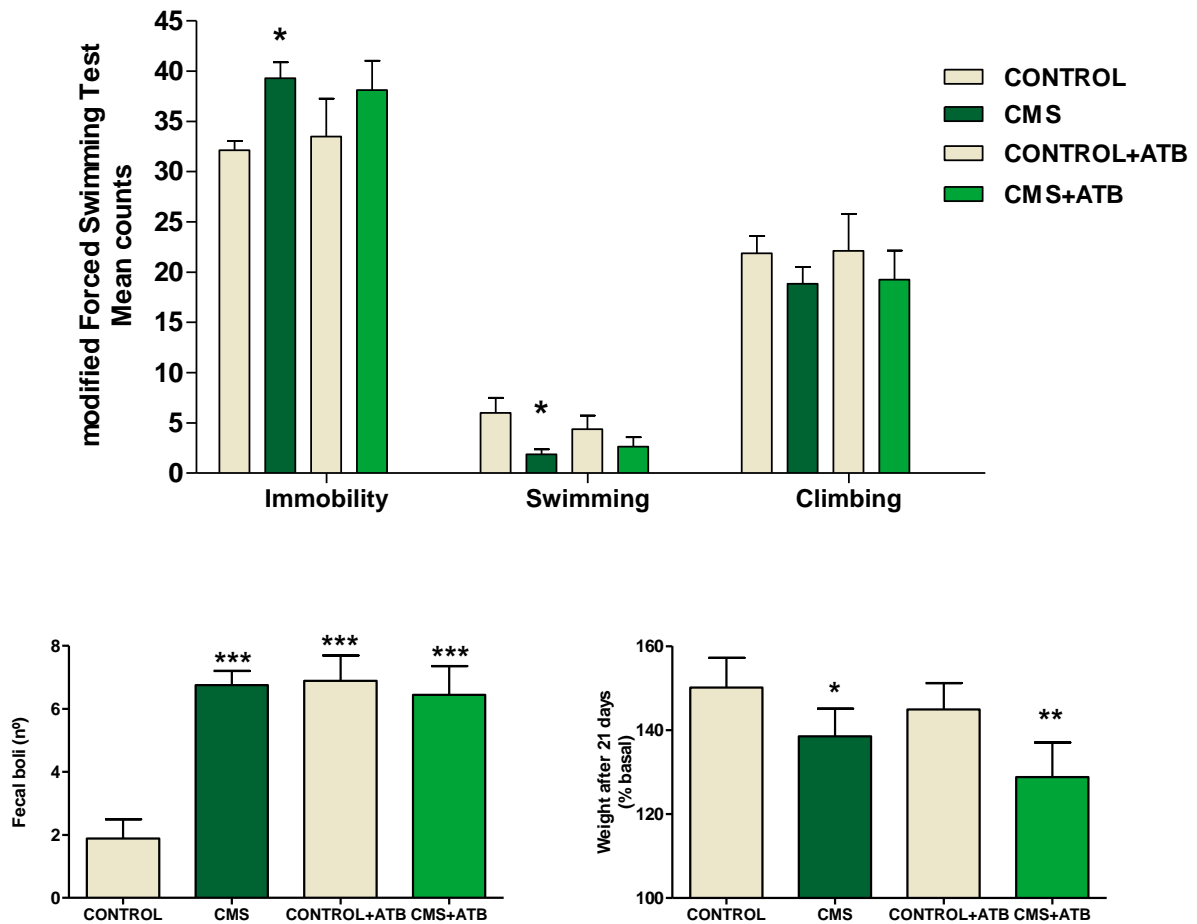 modified Forced Swimming Test
Mean counts
45
40
35
30
25
20
15
10
5
0
*
*
Immobility
Swimming
Climbing
CONTROL
CMS
CONTROL+ATB
CMS+ATB
Fecal boli (nº)
8
6
4
2
0
***
***
***
CONTROL
CMS
CONTROL+ATB
CMS+ATB
Weight after 21 days
(% basal)
160
140
120
100
*
**
CONTROL
CMS
CONTROL+ATB
CMS+ATB